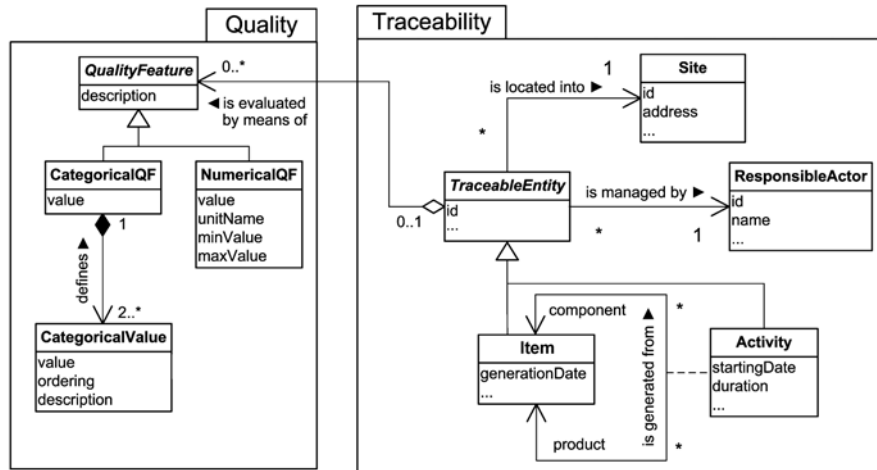 Quality
QualityFeature
description
0..*
◄ is evaluated
by means of
CategoricalQF
value
NumericalQF
value
unitName
minValue
maxValue
1
defines ►
2..*
CategoricalValue
value
ordering
description
Traceability
Site
id
address
...
1
is located into ►
*
TraceableEntity
id
...
0..1
is managed by ►
*
1
ResponsibleActor
id
name
...
component
*
is generated from ►
Item
generationDate
...
Activity
startingDate
duration
...
product
*